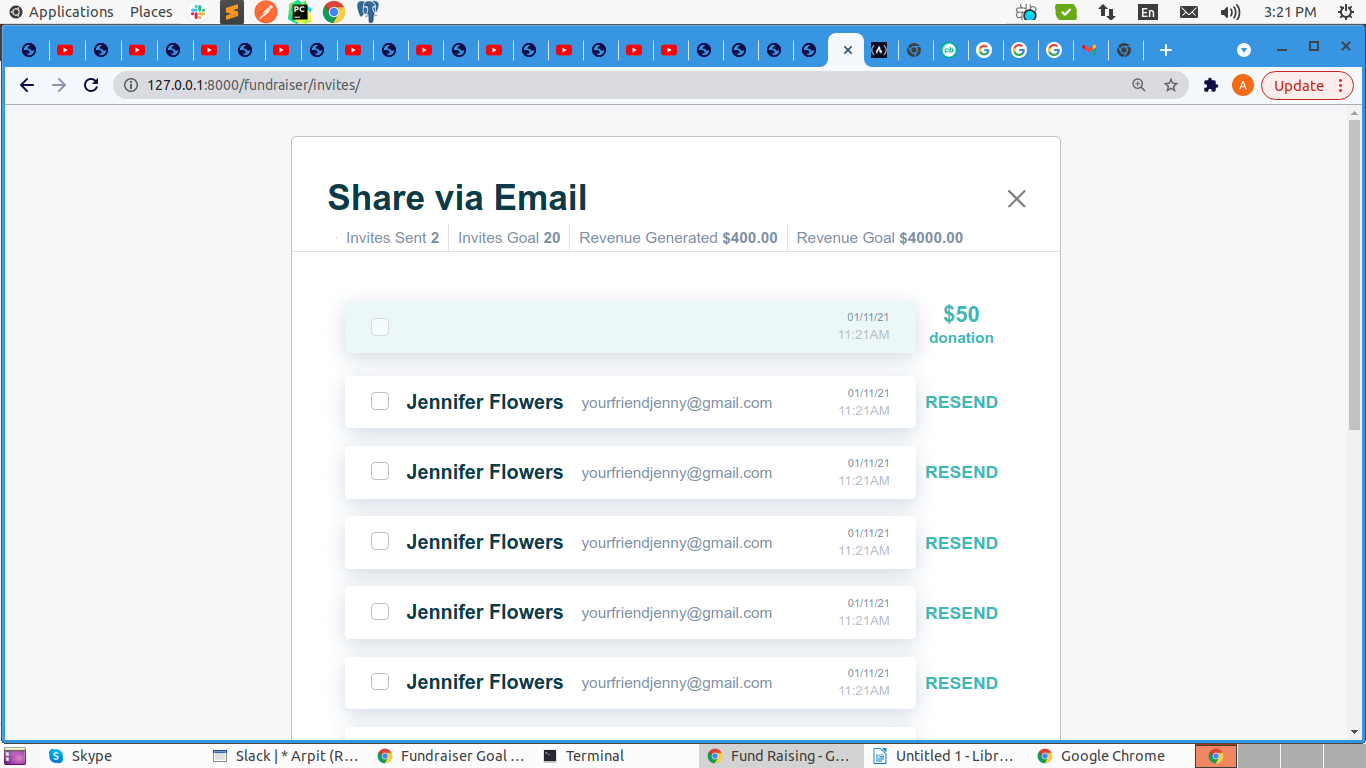 Applications Places En 3:21 PM
127.0.0.1:8000/fundraiser/invites/ A Update
Share via Email
Invites Sent 2 Invites Goal 20 Revenue Generated $400.00 Revenue Goal $4000.00
01/11/21
11:21AM
$50
donation
Jennifer Flowers yourfriendjenny@gmail.com 01/11/21
11:21AM
RESEND
Jennifer Flowers yourfriendjenny@gmail.com 01/11/21
11:21AM
RESEND
Jennifer Flowers yourfriendjenny@gmail.com 01/11/21
11:21AM
RESEND
Jennifer Flowers yourfriendjenny@gmail.com 01/11/21
11:21AM
RESEND
Jennifer Flowers yourfriendjenny@gmail.com 01/11/21
11:21AM
RESEND
Skype Slack | * Arpit (R... Fundraiser Goal ... Terminal Fund Raising - G... Untitled 1 - Libr... Google Chrome